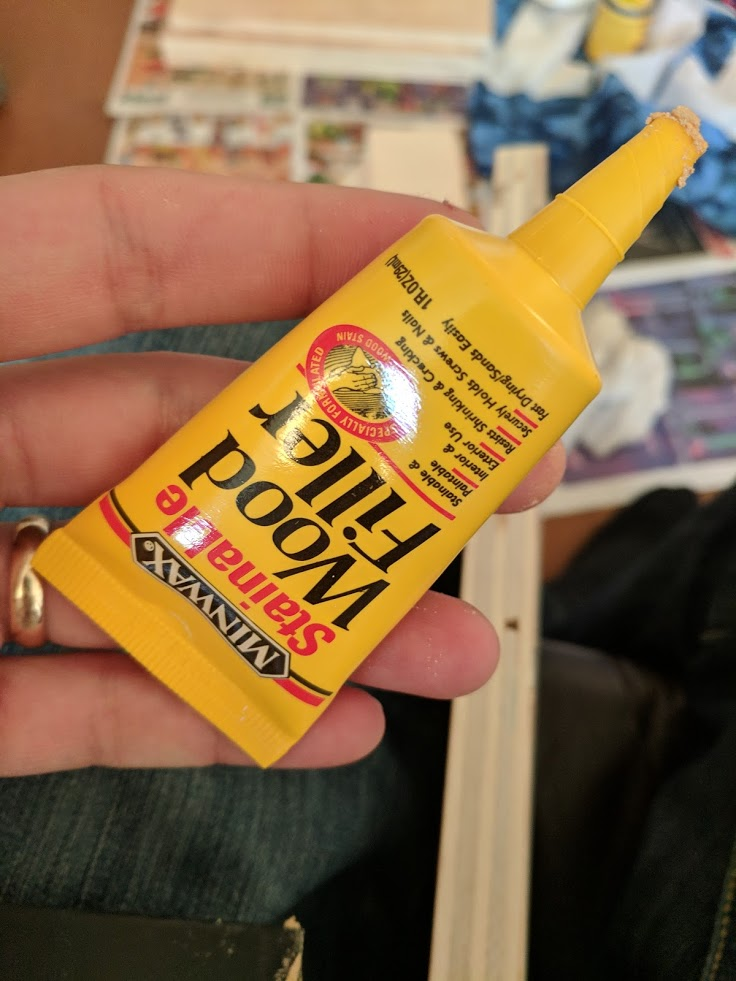 MINWAX®
Stainable
Wood
Filler
SPECIALLY FORMULATED
WOOD STAIN
Stainable &
Paintable
Interior &
Exterior Use
Resists Shrinking & Cracking
Securely Holds Screws & Nails
Fast Drying/Sands Easily
1 FL OZ (29mL)